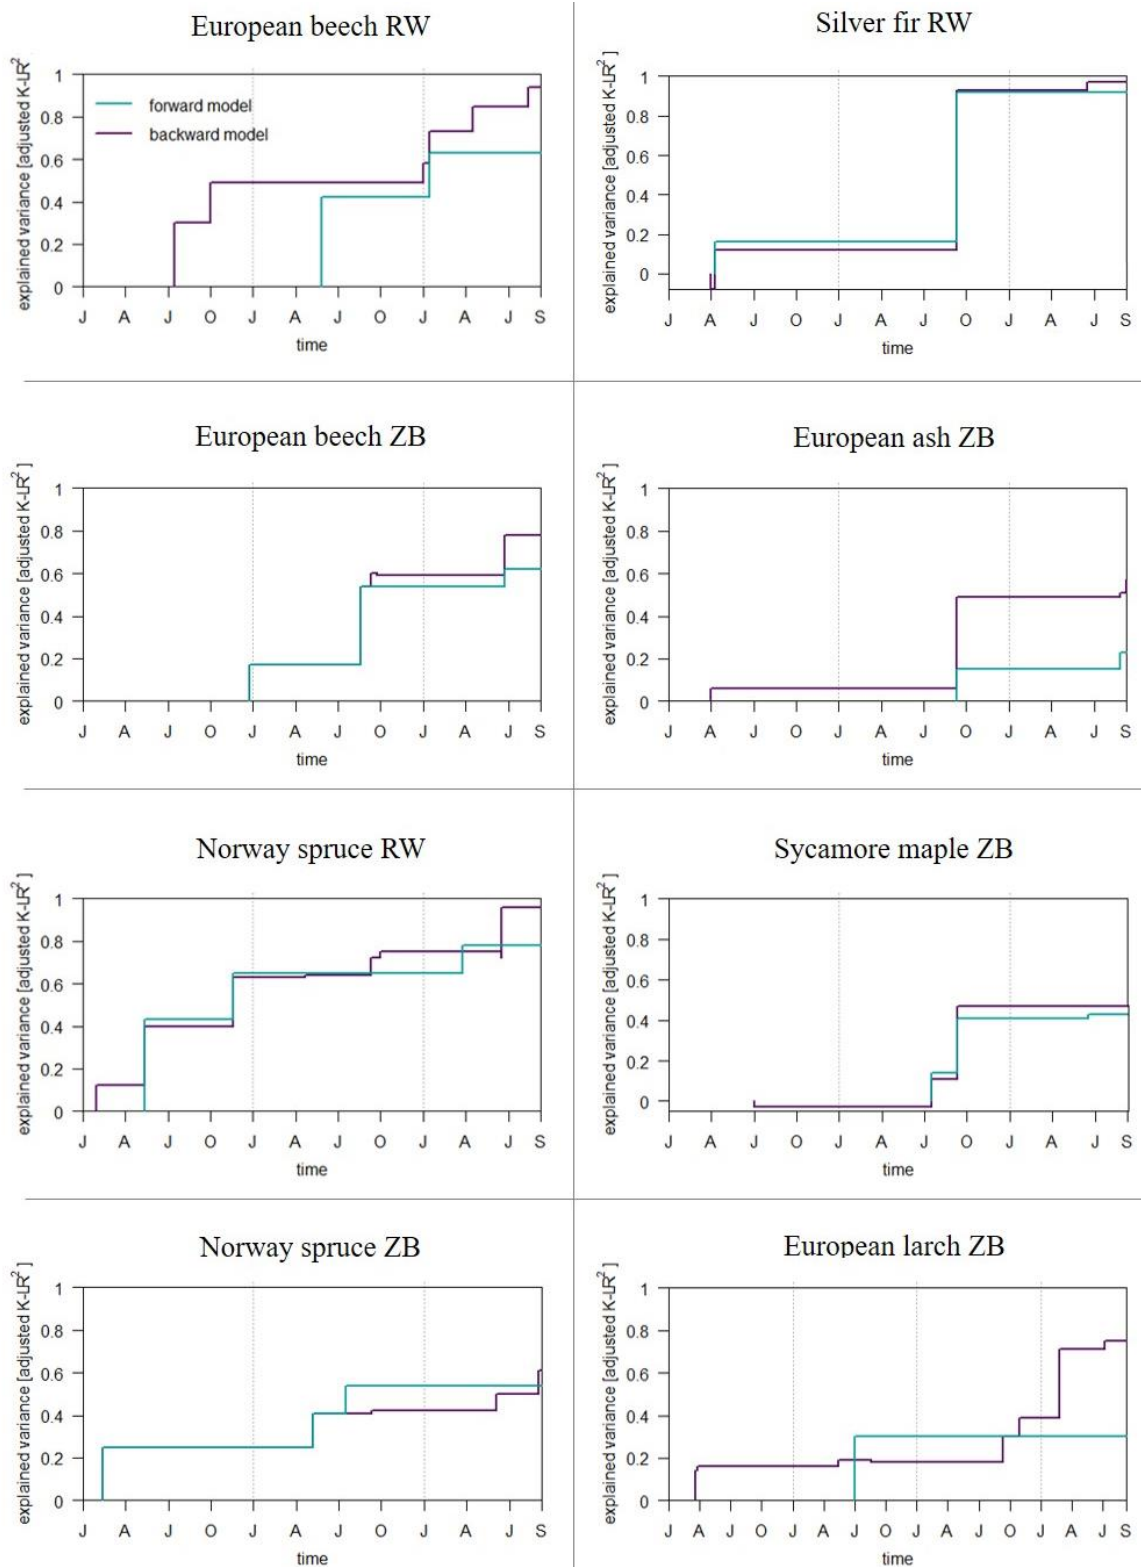 European beech RW
explained variance [adjusted K-LR²]
1
0.8
0.6
0.4
0.2
0
forward model
backward model
J A J O J A J O J A J S
time
Silver fir RW
explained variance [adjusted K-LR²]
1
0.8
0.6
0.4
0.2
0
J A J O J A J O J A J S
time
European beech ZB
explained variance [adjusted K-LR²]
1
0.8
0.6
0.4
0.2
0
J A J O J A J O J A J S
time
European ash ZB
explained variance [adjusted K-LR²]
1
0.8
0.6
0.4
0.2
0
J A J O J A J O J A J S
time
Norway spruce RW
explained variance [adjusted K-LR²]
1
0.8
0.6
0.4
0.2
0
J A J O J A J O J A J S
time
Sycamore maple ZB
explained variance [adjusted K-LR²]
1
0.8
0.6
0.4
0.2
0
J A J O J A J O J A J S
time
Norway spruce ZB
explained variance [adjusted K-LR²]
1
0.8
0.6
0.4
0.2
0
J A J O J A J O J A J S
time
European larch ZB
explained variance [adjusted K-LR²]
1
0.8
0.6
0.4
0.2
0
J A J O J A J O J A J O J A J S
time